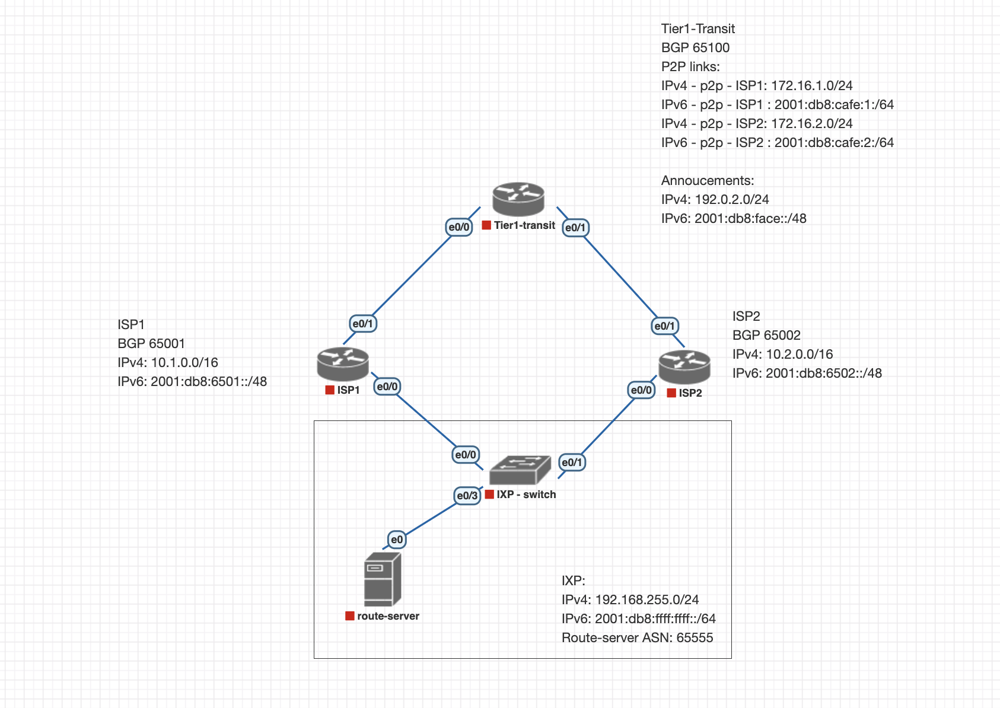 Tier1-Transit
BGP 65100
P2P links:
IPv4 - p2p - ISP1: 172.16.1.0/24
IPv6 - p2p - ISP1 : 2001:db8:cafe:1:/64
IPv4 - p2p - ISP2: 172.16.2.0/24
IPv6 - p2p - ISP2 : 2001:db8:cafe:2:/64
Annoucements:
IPv4: 192.0.2.0/24
IPv6: 2001:db8:face::/48
e0/0
Tier1-transit
e0/1
e0/1
e0/1
ISP1
BGP 65001
IPv4: 10.1.0.0/16
IPv6: 2001:db8:6501::/48
ISP2
BGP 65002
IPv4: 10.2.0.0/16
IPv6: 2001:db8:6502::/48
ISP1
e0/0
e0/0
ISP2
e0/0
e0/1
e0/3
IXP - switch
e0
route-server
IXP:
IPv4: 192.168.255.0/24
IPv6: 2001:db8:ffff:ffff::/64
Route-server ASN: 65555